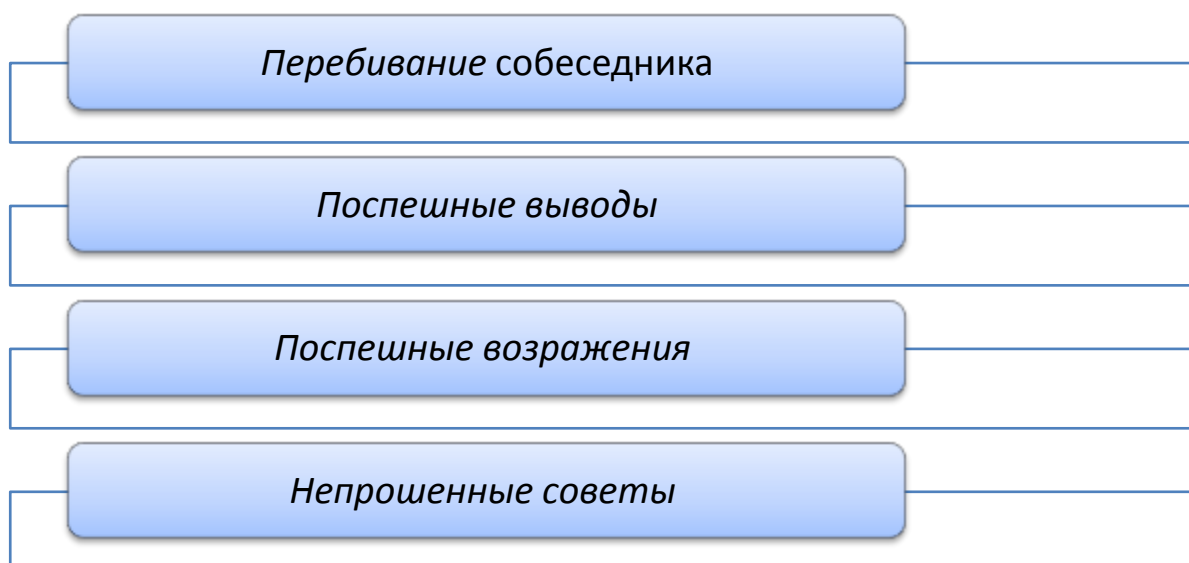 Перебивание собеседника
Поспешные выводы
Поспешные возражения
Непрошенные советы